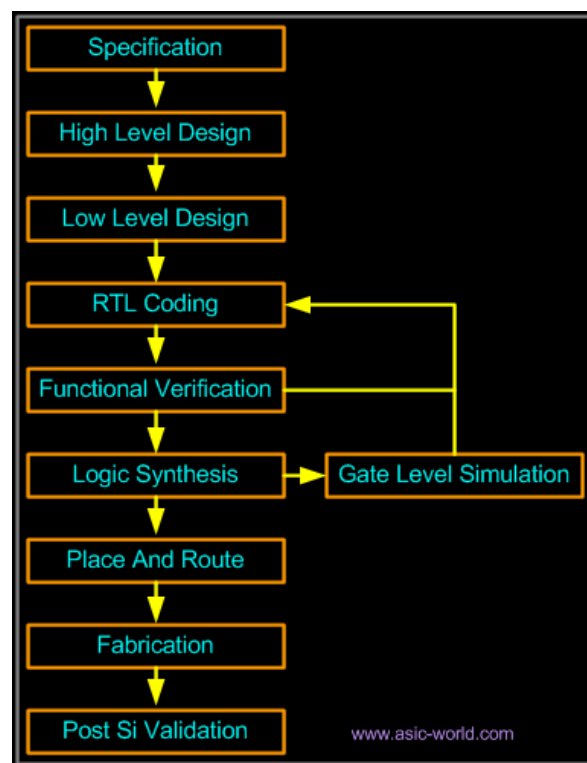 Specification
High Level Design
Low Level Design
RTL Coding
Functional Verification
Logic Synthesis
Gate Level Simulation
Place And Route
Fabrication
Post Si Validation
www.asic-world.com